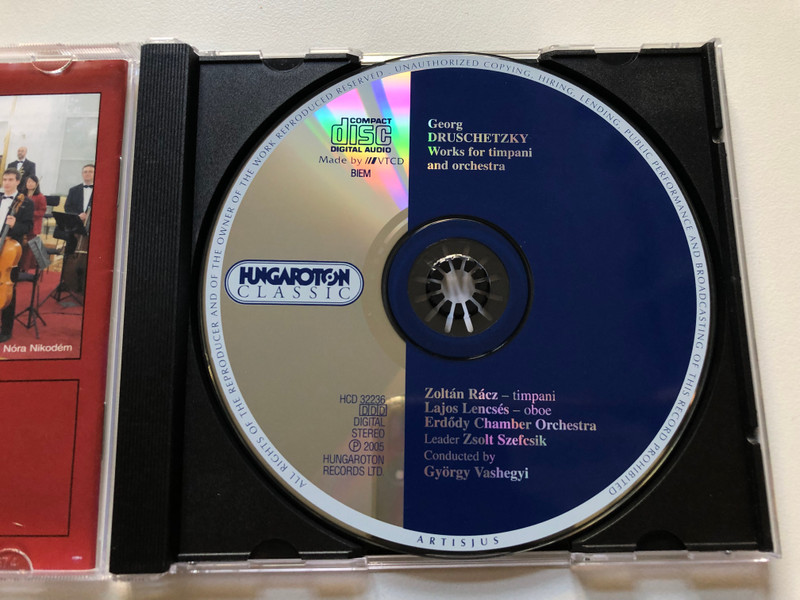 Nóra Nikodém
UNAUTHORIZED COPYING, HIRING, LENDING, PUBLIC PERFORMANCE AND BROADCASTING OF THIS RECORD PROHIBITED
ALL RIGHTS OF THE REPRODUCER AND OF THE OWNER OF THE WORK REPRODUCED RESERVED
COMPACT
disc
DIGITAL AUDIO
Made by VTCD
BIEM
Georg
DRUSCHETZKY
Works for timpani
and orchestra
HUNGAROTON
CLASSIC
HCD 32236
DDD
DIGITAL
STEREO
Ⓟ 2005
HUNGAROTON
RECORDS LTD.
Zoltán Rácz – timpani
Lajos Lencsés – oboe
Erdődy Chamber Orchestra
Leader Zsolt Szefcsik
Conducted by
György Vashegyi
ARTISJUS